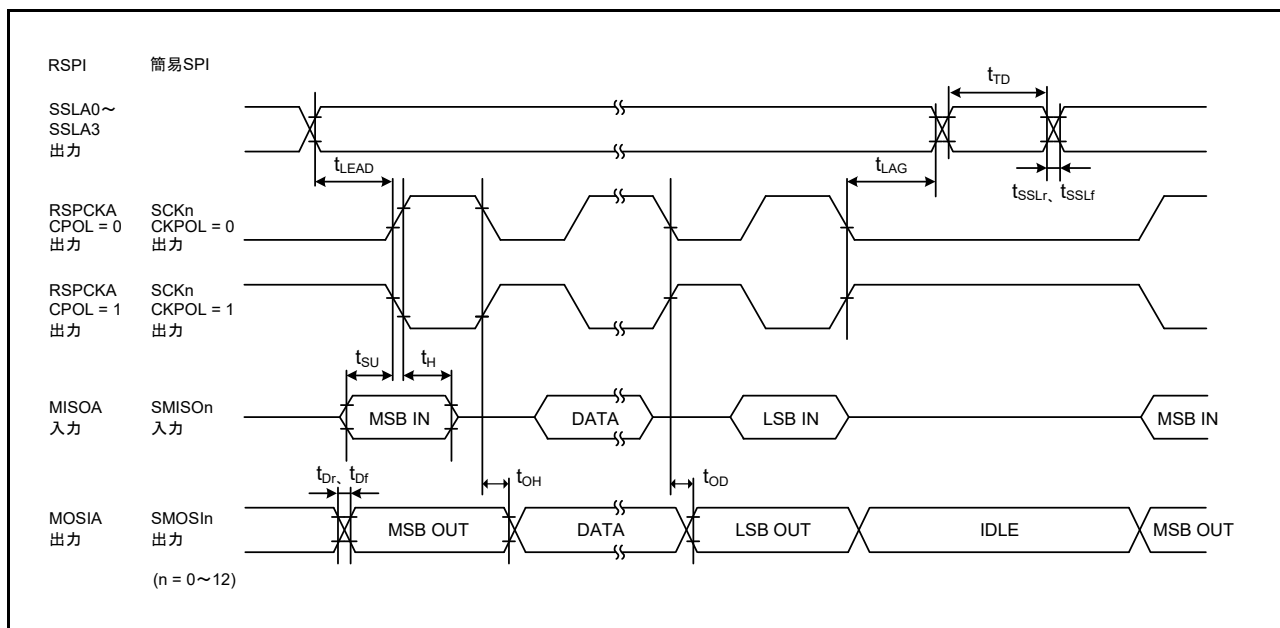 RSPI 簡易SPI
SSLA0～
SSLA3
出力
tTD
tLEAD
tLAG
tSSLr、tSSLf
RSPCKA SCKn
CPOL = 0 CKPOL = 0
出力 出力
RSPCKA SCKn
CPOL = 1 CKPOL = 1
出力 出力
tSU tH
MISOA SMISOn
入力 入力
MSB IN DATA LSB IN MSB IN
tDr、tDf tOH tOD
MOSIA SMOSIn
出力 出力
MSB OUT DATA LSB OUT IDLE MSB OUT
(n = 0～12)